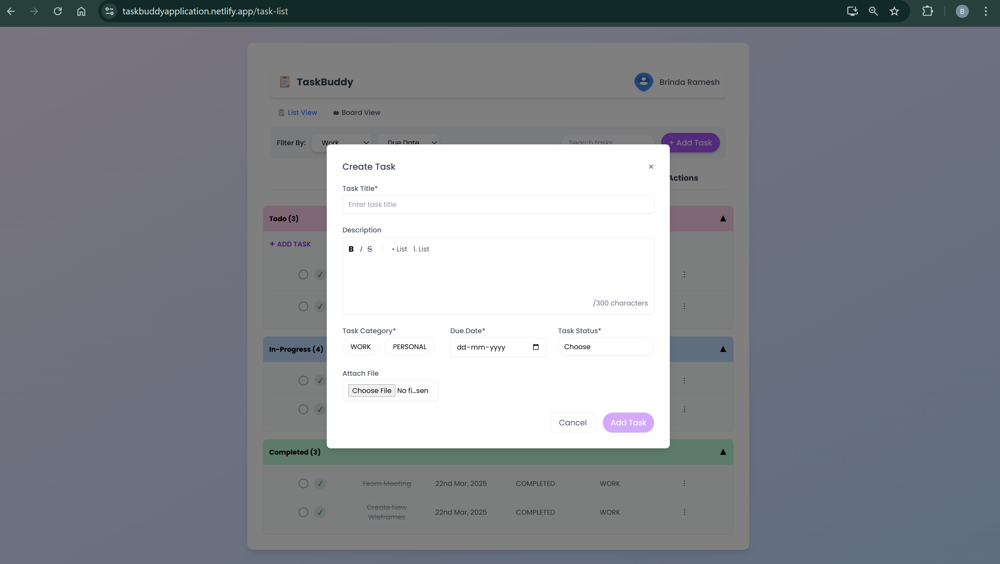 taskbuddyapplication.netlify.app/task-list
B
TaskBuddy
Brinda Ramesh
List View
Board View
Filter By:
Work
Due Date
Search tasks
+ Add Task
Create Task
×
Actions
Task Title*
Enter task title
Todo (3)
Description
+ ADD TASK
B I S • List 1. List
/300 characters
Task Category*
Due Date*
Task Status*
WORK
PERSONAL
dd-mm-yyyy
Choose
In-Progress (4)
Attach File
Choose File No fi...sen
Cancel
Add Task
Completed (3)
Team Meeting 22nd Mar, 2025 COMPLETED WORK
Create New
Wieframes 22nd Mar, 2025 COMPLETED WORK